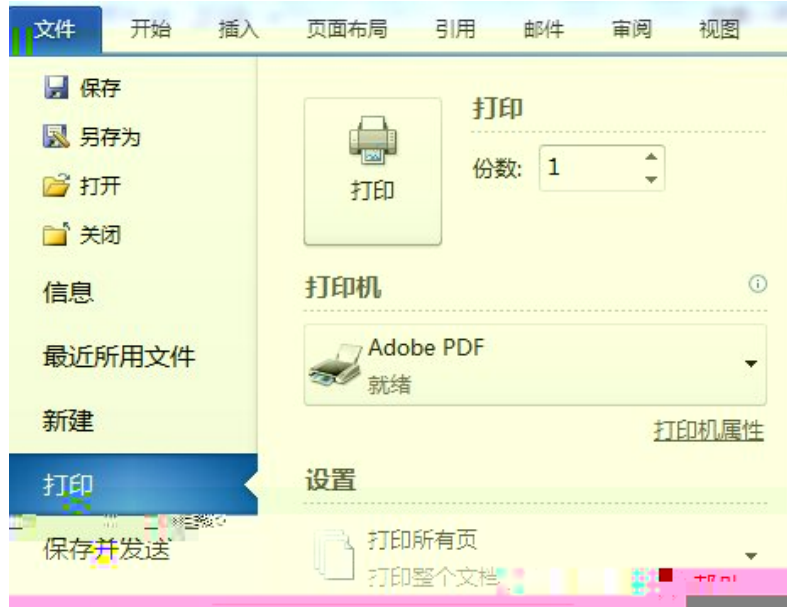 文件 开始 插入 页面布局 引用 邮件 审阅 视图
保存
另存为
打开
关闭
信息
最近所用文件
新建
打印
保存并发送
打印
打印
份数: 1
打印机
Adobe PDF
就绪
打印机属性
设置
打印所有页
打印整个文档